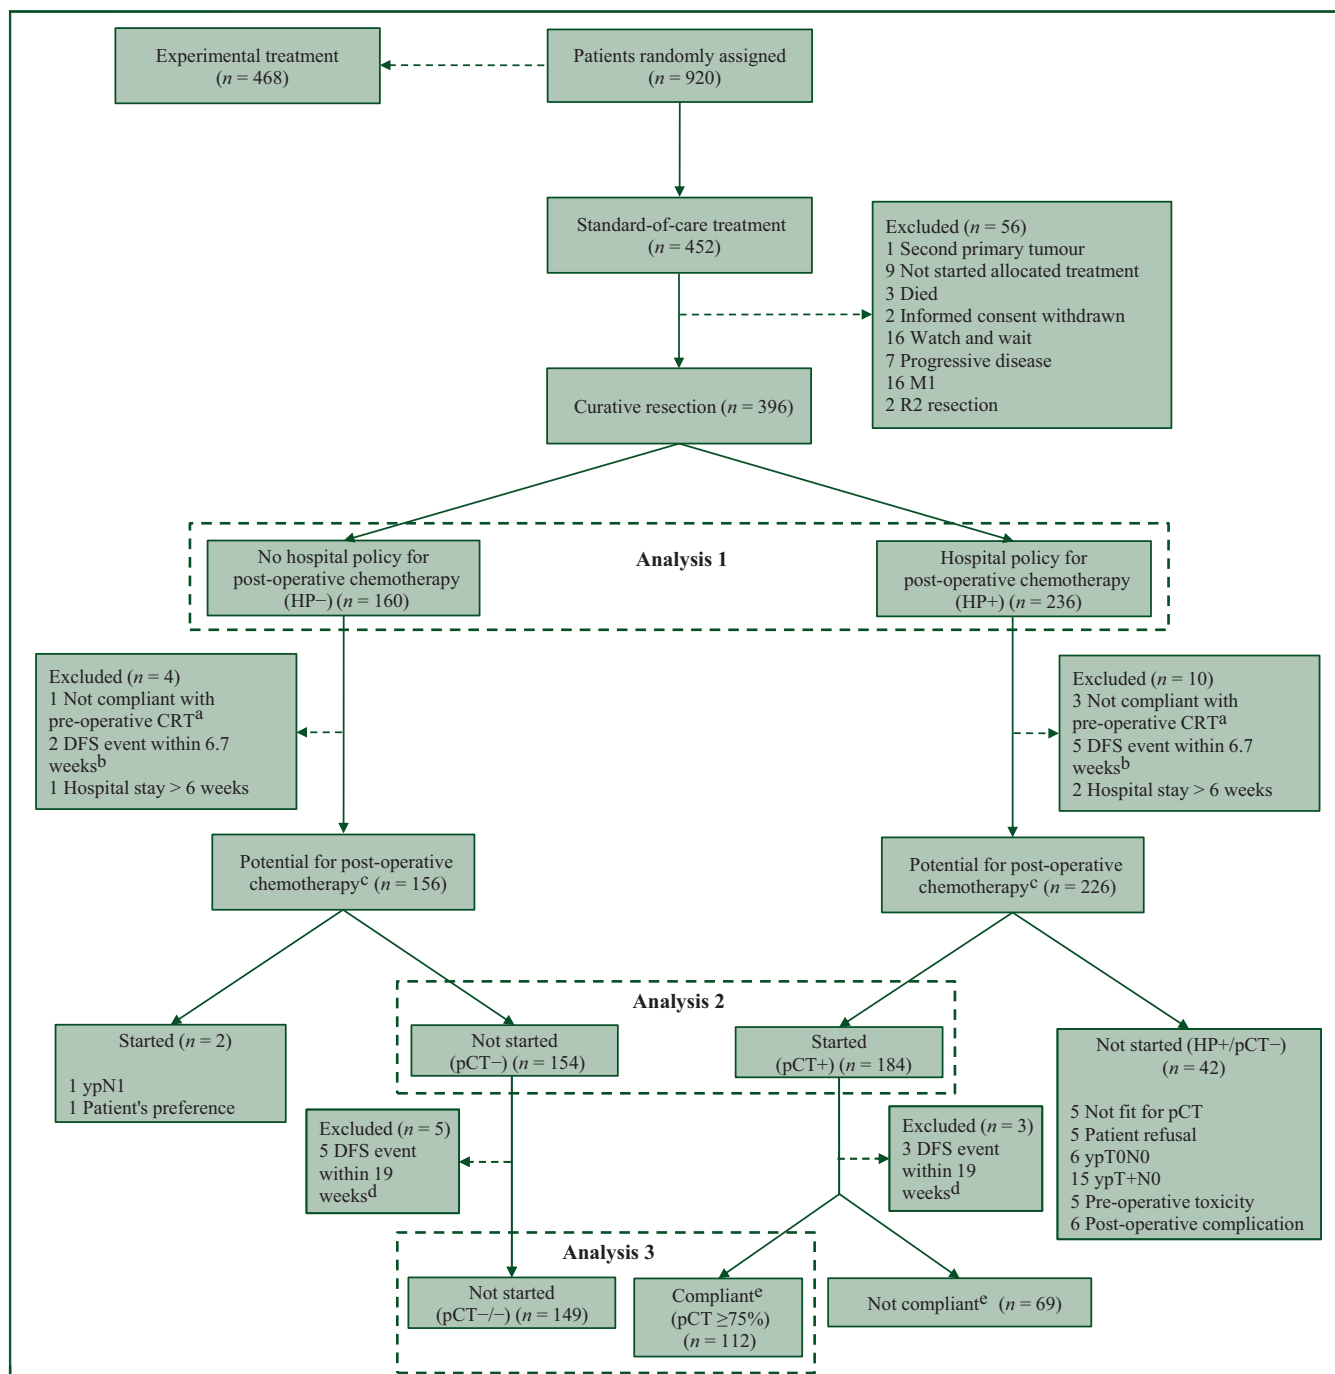 Experimental treatment
(n = 468)
Patients randomly assigned
(n = 920)
Standard-of-care treatment
(n = 452)
Excluded (n = 56)
1 Second primary tumour
9 Not started allocated treatment
3 Died
2 Informed consent withdrawn
16 Watch and wait
7 Progressive disease
16 M1
2 R2 resection
Curative resection (n = 396)
Analysis 1
No hospital policy for
post-operative chemotherapy
(HP−) (n = 160)
Hospital policy for
post-operative chemotherapy
(HP+) (n = 236)
Excluded (n = 4)
1 Not compliant with
pre-operative CRTa
2 DFS event within 6.7
weeksb
1 Hospital stay > 6 weeks
Excluded (n = 10)
3 Not compliant with
pre-operative CRTa
5 DFS event within 6.7
weeksb
2 Hospital stay > 6 weeks
Potential for post-operative
chemotherapyc (n = 156)
Potential for post-operative
chemotherapyc (n = 226)
Analysis 2
Started (n = 2)
1 ypN1
1 Patient's preference
Not started
(pCT−) (n = 154)
Started
(pCT+) (n = 184)
Not started (HP+/pCT−)
(n = 42)
5 Not fit for pCT
5 Patient refusal
6 ypT0N0
15 ypT+N0
5 Pre-operative toxicity
6 Post-operative complication
Excluded (n = 5)
5 DFS event
within 19
weeksd
Excluded (n = 3)
3 DFS event
within 19
weeksd
Analysis 3
Not started
(pCT−/−) (n = 149)
Compliante
(pCT ≥75%)
(n = 112)
Not compliante (n = 69)